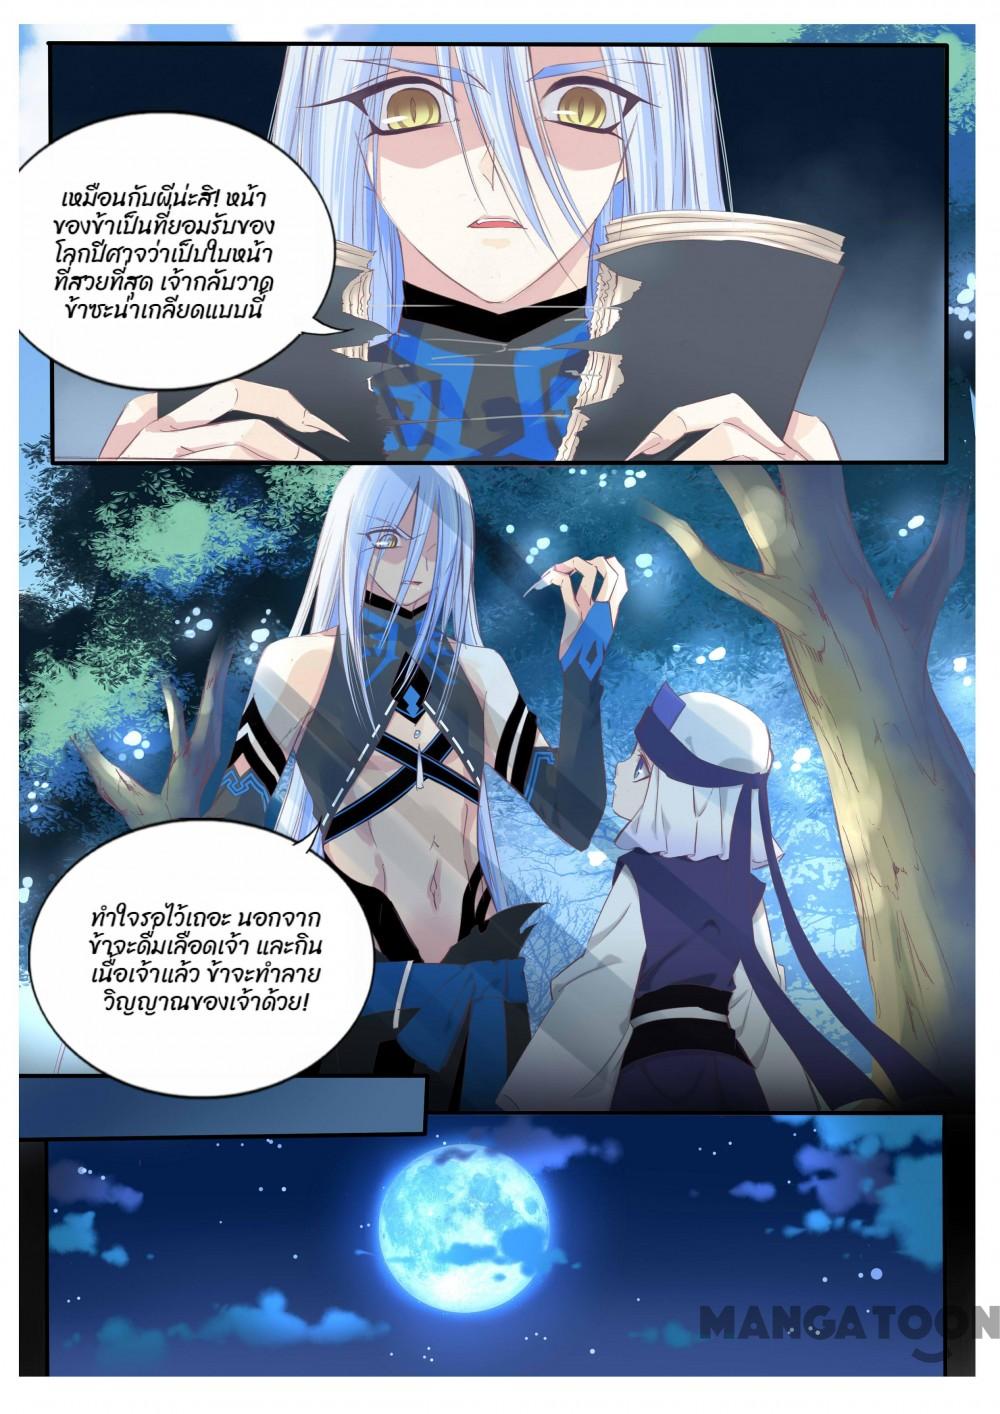 เหมือนกับผีน่ะสิ! หน้า
ของข้าเป็นที่ยอมรับของ
โลกปีศาจว่าเป็บใบหน้า
ที่สวยที่สุด เจ้ากลับวาด
ข้าซะน่าเกลียดแบบนี้
ทำใจรอไว้เถอะ นอกจาก
ข้าจะดื่มเลือดเจ้า และกิน
เนื้อเจ้าแล้ว ข้าจะทำลาย
วิญญาณของเจ้าด้วย!
MANGATOON